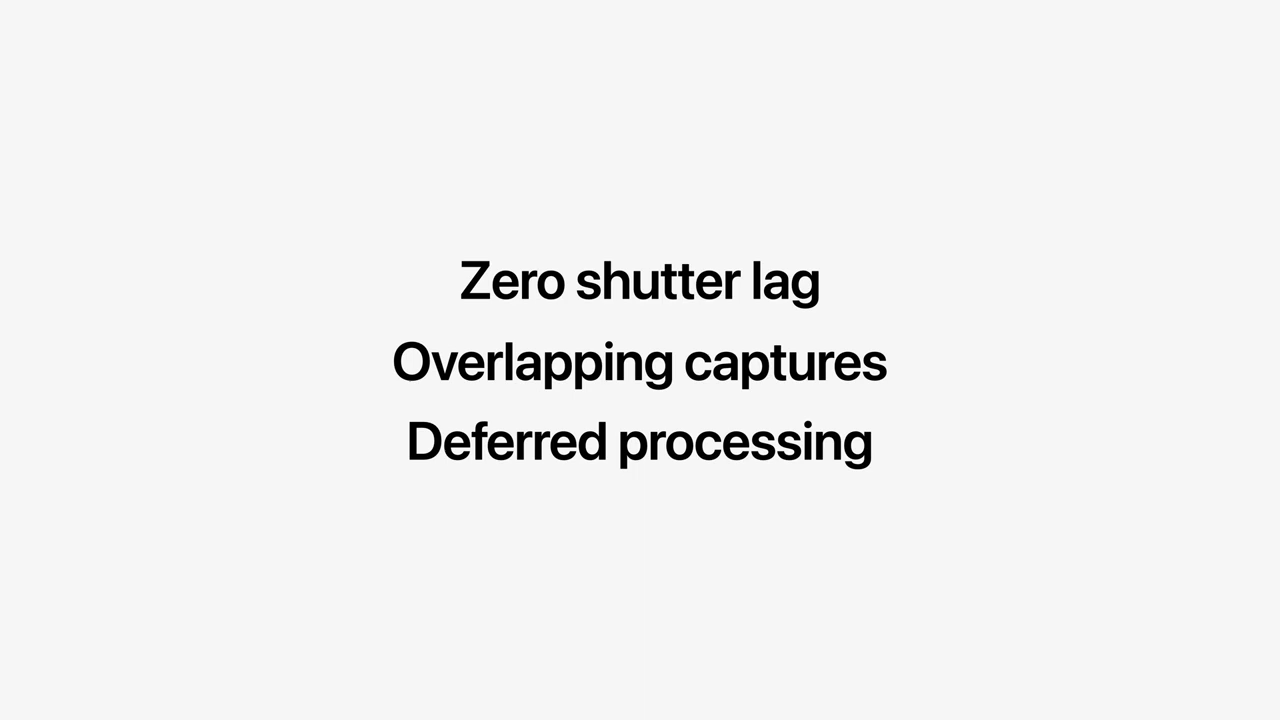 Zero shutter lag
Overlapping captures
Deferred processing